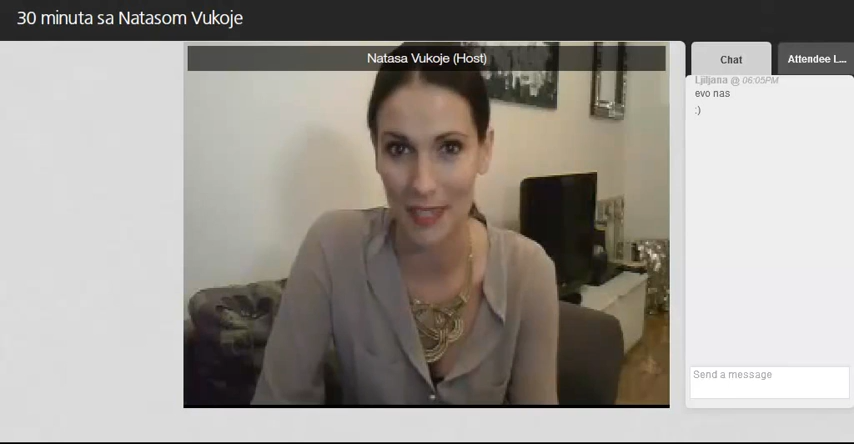 30 minuta sa Natasom Vukoje
Natasa Vukoje (Host)
Chat
Attendee L...
Ljiljana @ 06:05PM
evo nas
:)
Send a message